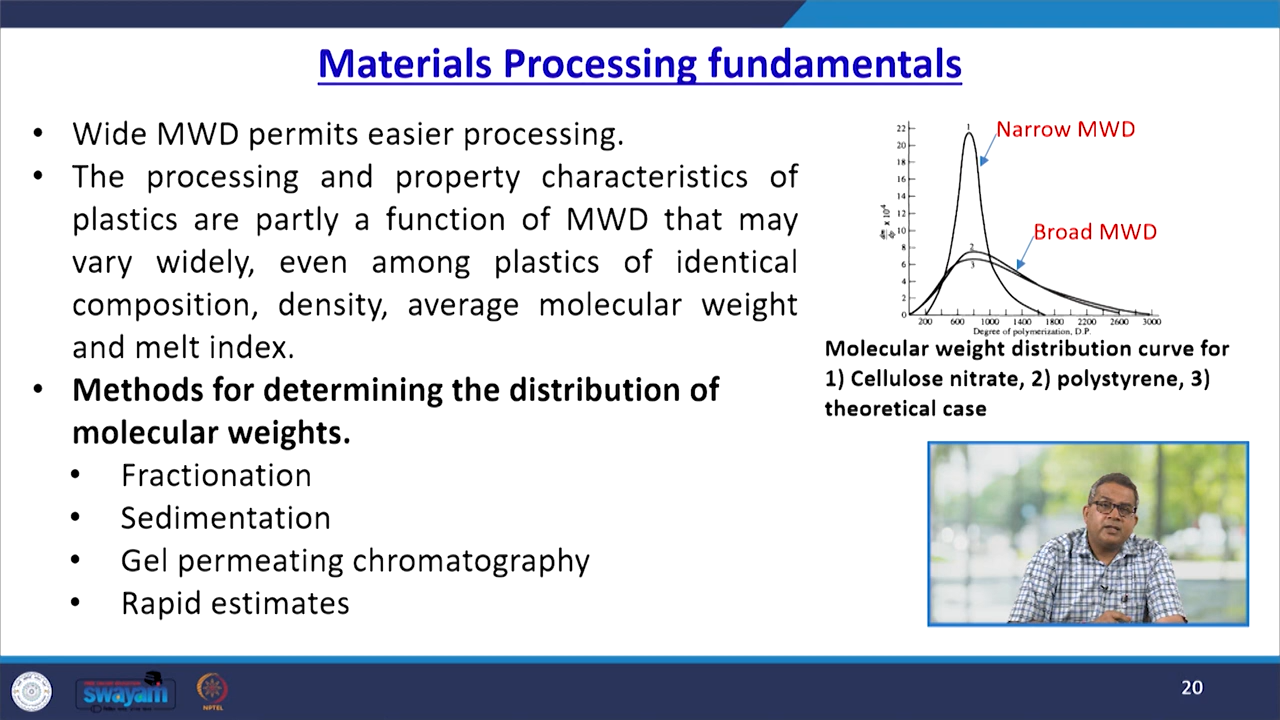 Materials Processing fundamentals
• Wide MWD permits easier processing.
• The processing and property characteristics of
plastics are partly a function of MWD that may
vary widely, even among plastics of identical
composition, density, average molecular weight
and melt index.
• Methods for determining the distribution of
molecular weights.
• Fractionation
• Sedimentation
• Gel permeating chromatography
• Rapid estimates
Narrow MWD
Broad MWD
1
2
3
22
20
18
16
14
12
10
8
6
4
2
0
200 600 1000 1400 1800 2200 2600 3000
Degree of polymerization, D.P.
Molecular weight distribution curve for
1) Cellulose nitrate, 2) polystyrene, 3)
theoretical case
swayam
NPTEL
20